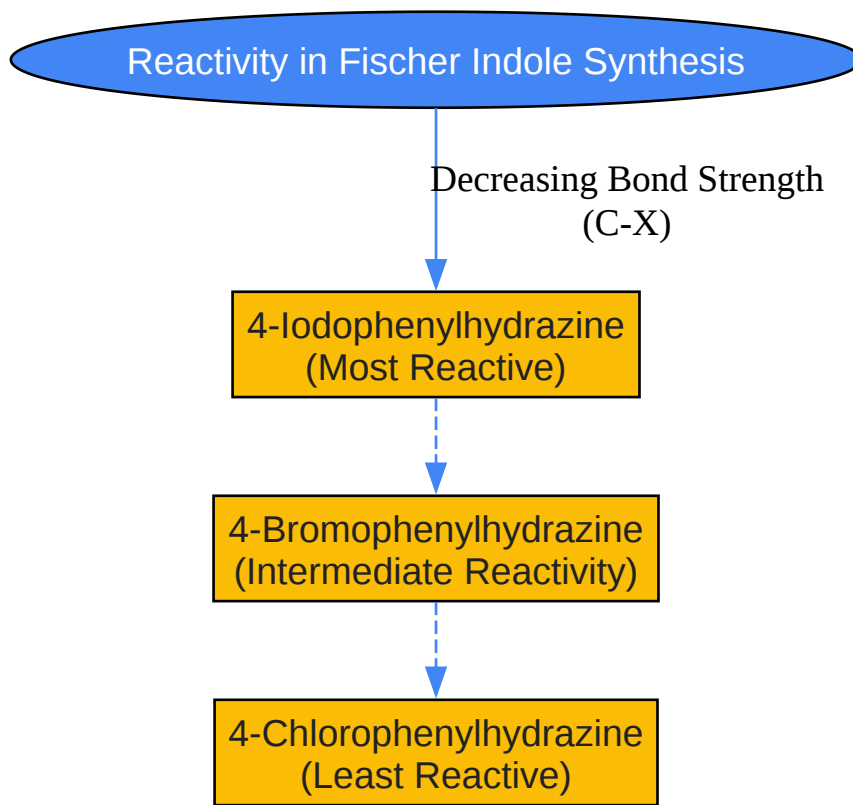 Reactivity in Fischer Indole Synthesis
Decreasing Bond Strength
(C-X)
4-Iodophenylhydrazine
(Most Reactive)
4-Bromophenylhydrazine
(Intermediate Reactivity)
4-Chlorophenylhydrazine
(Least Reactive)